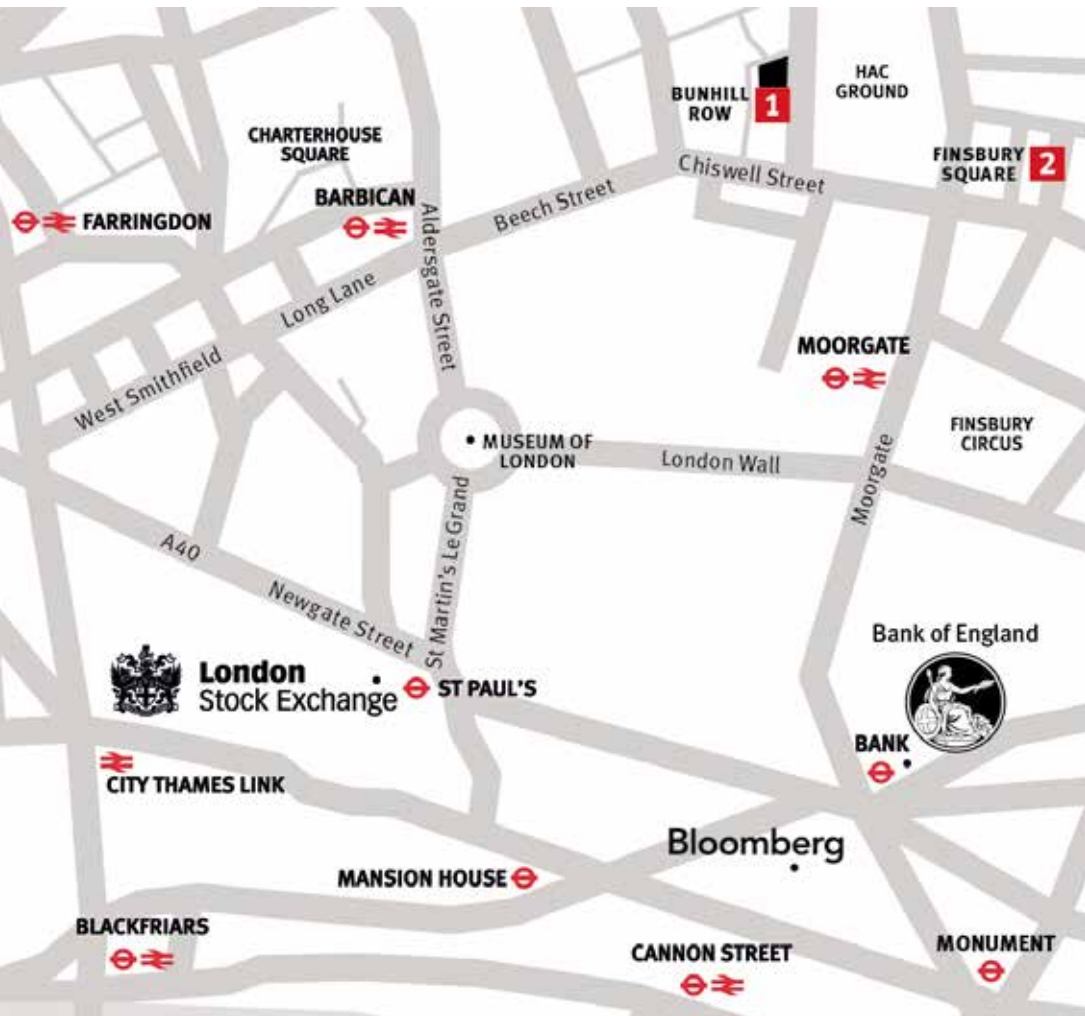 HAC
GROUND
BUNHILL
ROW
1
CHARTERHOUSE
SQUARE
FINSBURY
SQUARE
2
Chiswell Street
BARBICAN
Beech Street
FARRINGDON
Aldersgate Street
Long Lane
MOORGATE
West Smithfield
FINSBURY
CIRCUS
MUSEUM OF
LONDON
London Wall
Moorgate
A40
St Martin's Le Grand
Newgate Street
Bank of England
London
Stock Exchange
ST PAUL'S
BANK
CITY THAMES LINK
Bloomberg
MANSION HOUSE
BLACKFRIARS
CANNON STREET
MONUMENT